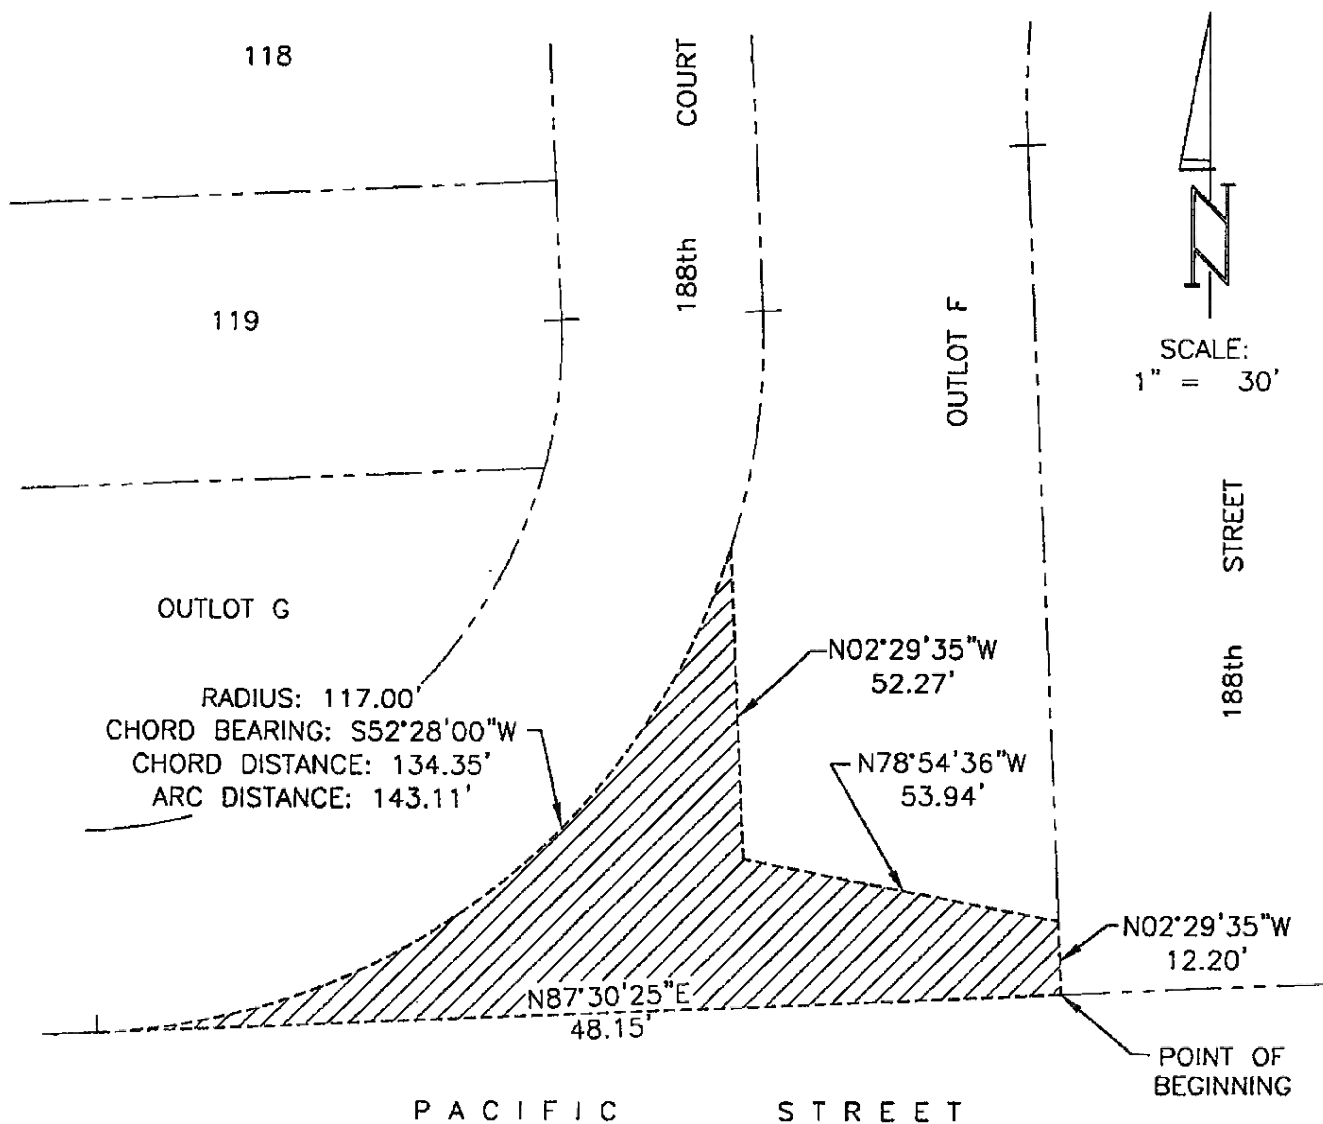 118
COURT
188th
119
OUTLOT F
N
SCALE:
1" = 30'
STREET
188th
OUTLOT G
N02°29'35"W
52.27'
RADIUS: 117.00'
CHORD BEARING: S52°28'00"W
CHORD DISTANCE: 134.35'
ARC DISTANCE: 143.11'
N78°54'36"W
53.94'
N02°29'35"W
12.20'
N87°30'25"E
48.15'
POINT OF
BEGINNING
PACIFIC STREET